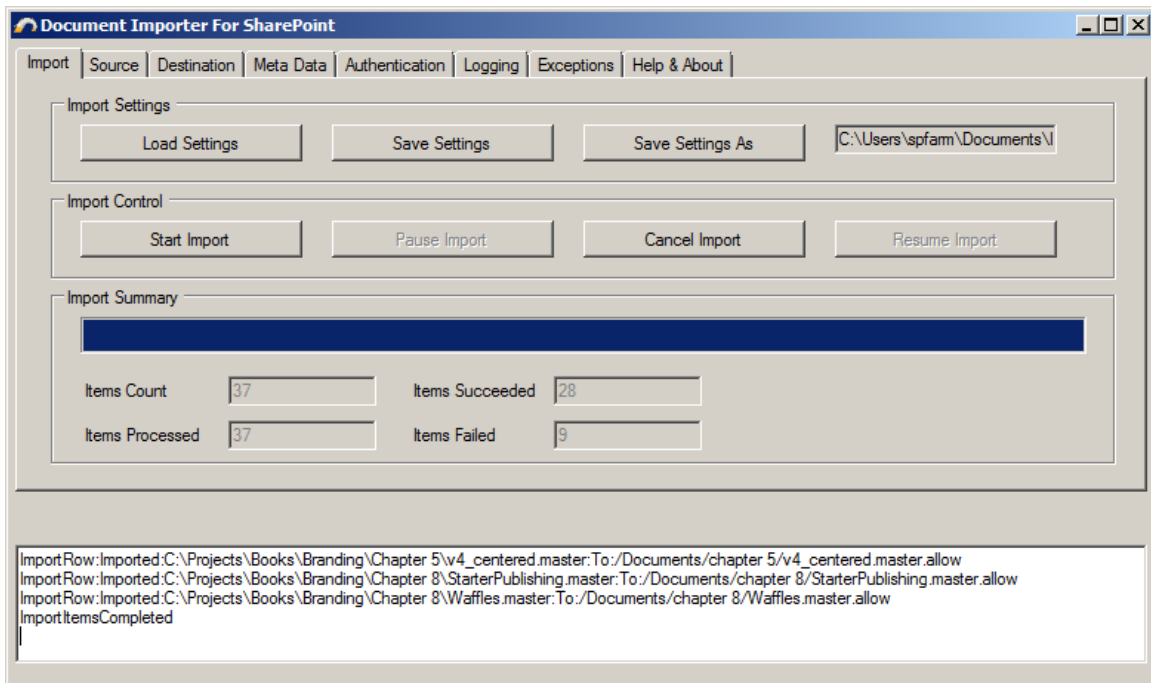 Document Importer For SharePoint
Import Source Destination Meta Data Authentication Logging Exceptions Help & About
Import Settings
Load Settings Save Settings Save Settings As C:\Users\spfarm\Documents\I
Import Control
Start Import Pause Import Cancel Import Resume Import
Import Summary
Items Count 37 Items Succeeded 28
Items Processed 37 Items Failed 9
ImportRow:Imported:C:\Projects\Books\Branding\Chapter 5\v4_centered.master:To:/Documents/chapter 5/v4_centered.master.allow
ImportRow:Imported:C:\Projects\Books\Branding\Chapter 8\StarterPublishing.master:To:/Documents/chapter 8/StarterPublishing.master.allow
ImportRow:Imported:C:\Projects\Books\Branding\Chapter 8\Waffles.master:To:/Documents/chapter 8/Waffles.master.allow
ImportItemsCompleted